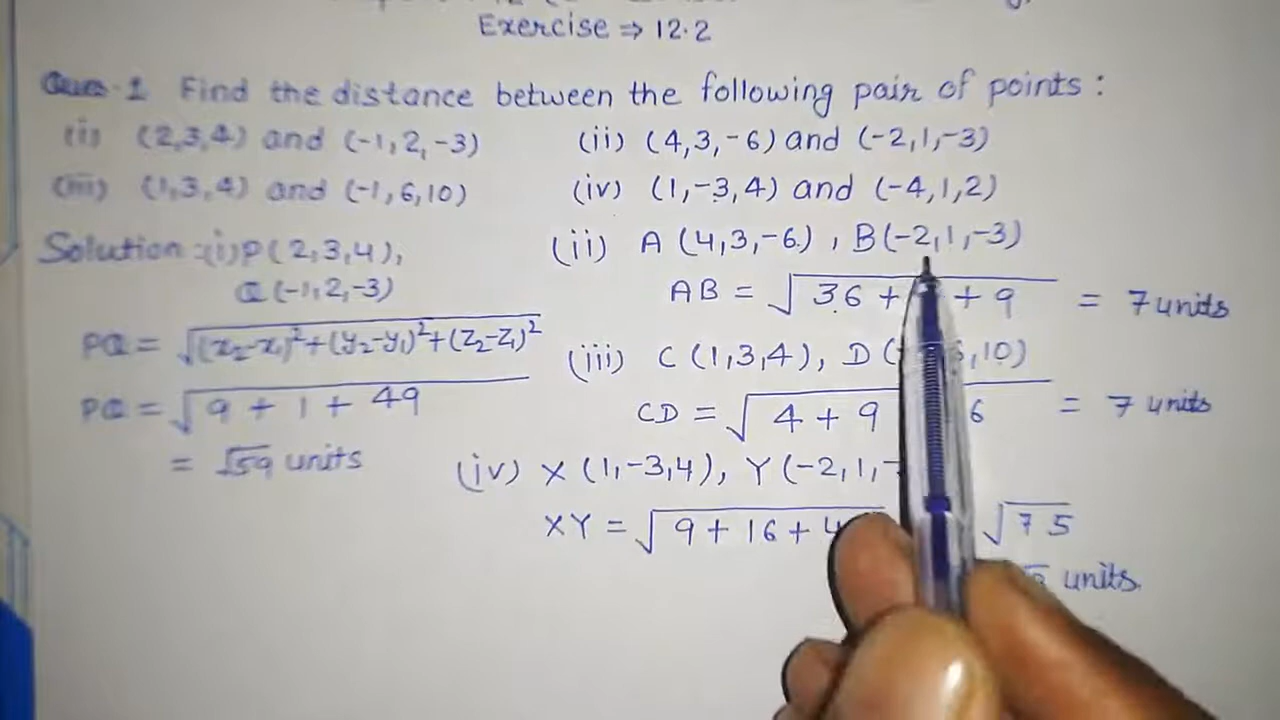 Exercise ⇒ 12.2
Ques-1 Find the distance between the following pair of points :
(i) (2,3,4) and (-1,2,-3) (ii) (4,3,-6) and (-2,1,-3)
(iii) (1,3,4) and (-1,6,10) (iv) (1,-3,4) and (-4,1,2)
Solution :- (i) P(2,3,4),
Q(-1,2,-3)
PQ = √(x₂-x₁)²+(y₂-y₁)²+(z₂-z₁)²
PQ = √9 + 1 + 49
= √59 units
(ii) A (4,3,-6), B(-2,1,-3)
AB = √36 + + 9 = 7 units
(iii) C (1,3,4), D( ,10)
CD = √4 + 9 6 = 7 units
(iv) X (1,-3,4), Y (-2,1,
XY = √9 + 16 + 4 √75
units